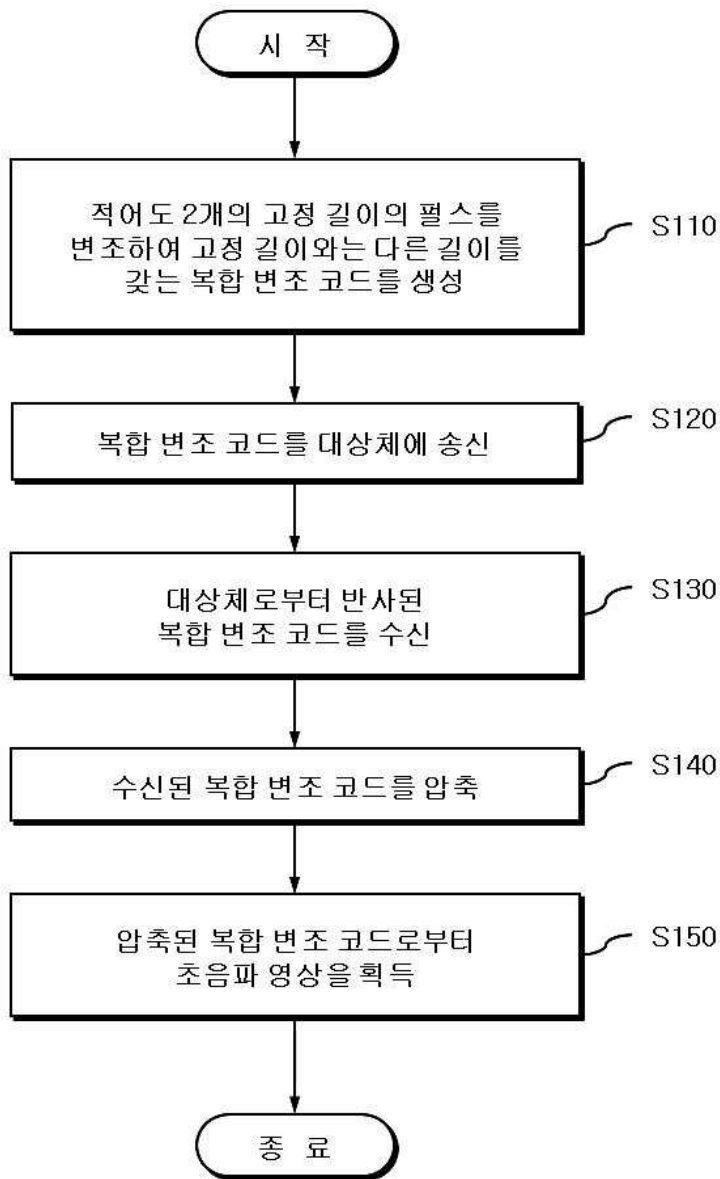 시 작
적어도 2개의 고정 길이의 펄스를
변조하여 고정 길이와는 다른 길이를
갖는 복합 변조 코드를 생성
S110
복합 변조 코드를 대상체에 송신
S120
대상체로부터 반사된
복합 변조 코드를 수신
S130
수신된 복합 변조 코드를 압축
S140
압축된 복합 변조 코드로부터
초음파 영상을 획득
S150
종 료